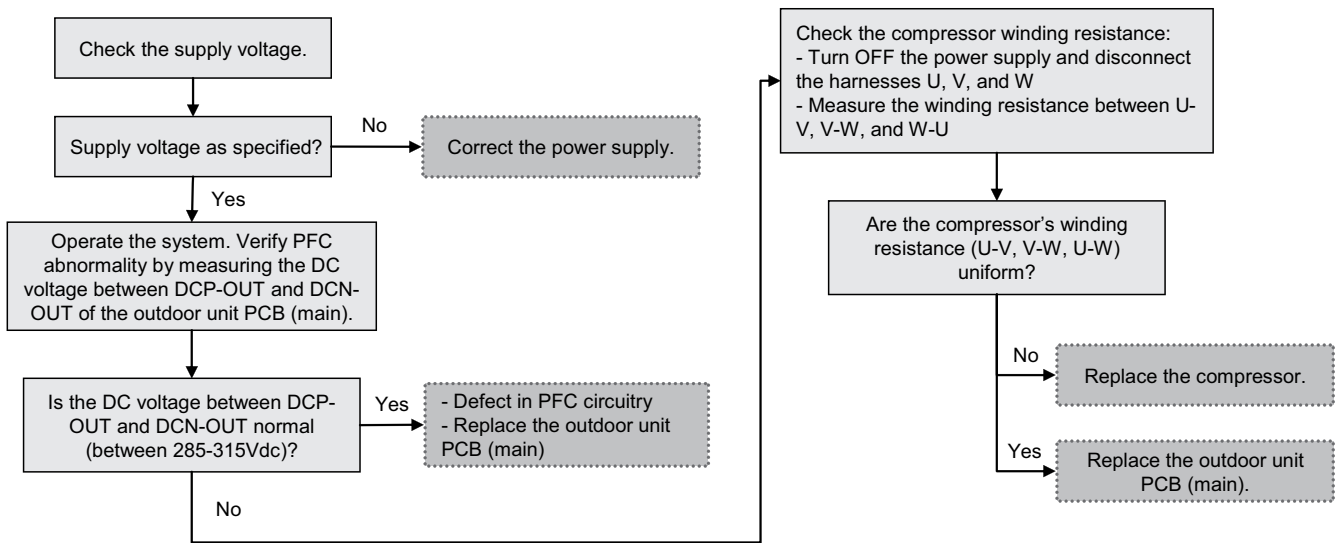 Check the supply voltage.
Supply voltage as specified?
No
Correct the power supply.
Yes
Operate the system. Verify PFC
abnormality by measuring the DC
voltage between DCP-OUT and DCN-
OUT of the outdoor unit PCB (main).
Is the DC voltage between DCP-
OUT and DCN-OUT normal
(between 285-315Vdc)?
Yes
- Defect in PFC circuitry
- Replace the outdoor unit
PCB (main)
No
Check the compressor winding resistance:
- Turn OFF the power supply and disconnect
the harnesses U, V, and W
- Measure the winding resistance between U-
V, V-W, and W-U
Are the compressor’s winding
resistance (U-V, V-W, U-W)
uniform?
No
Replace the compressor.
Yes
Replace the outdoor unit
PCB (main).